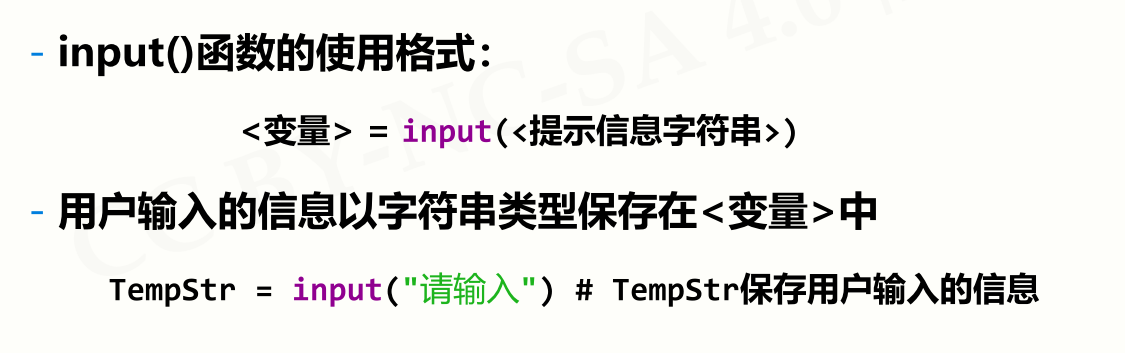 CC BY-NC-SA 4.0
- input()函数的使用格式：
<变量> = input(<提示信息字符串>)
- 用户输入的信息以字符串类型保存在<变量>中
TempStr = input("请输入") # TempStr保存用户输入的信息